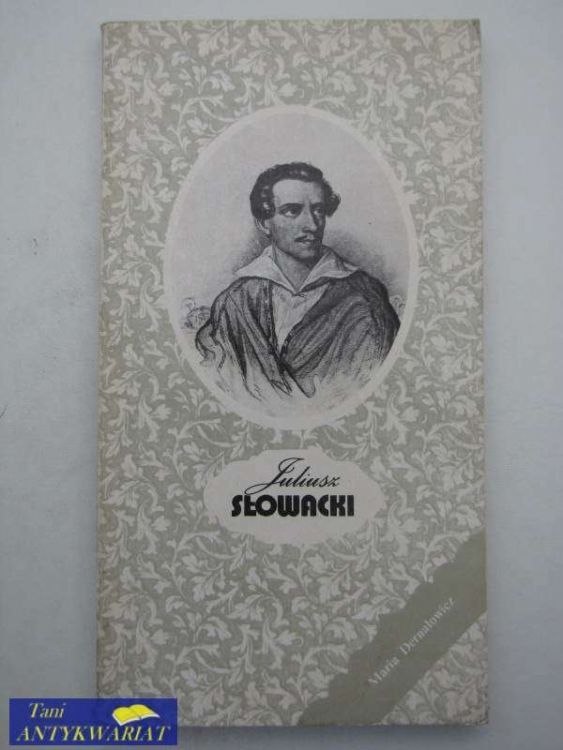 Juliusz
SŁOWACKI
Maria Dernałowicz
Tani
ANTYKWARIAT